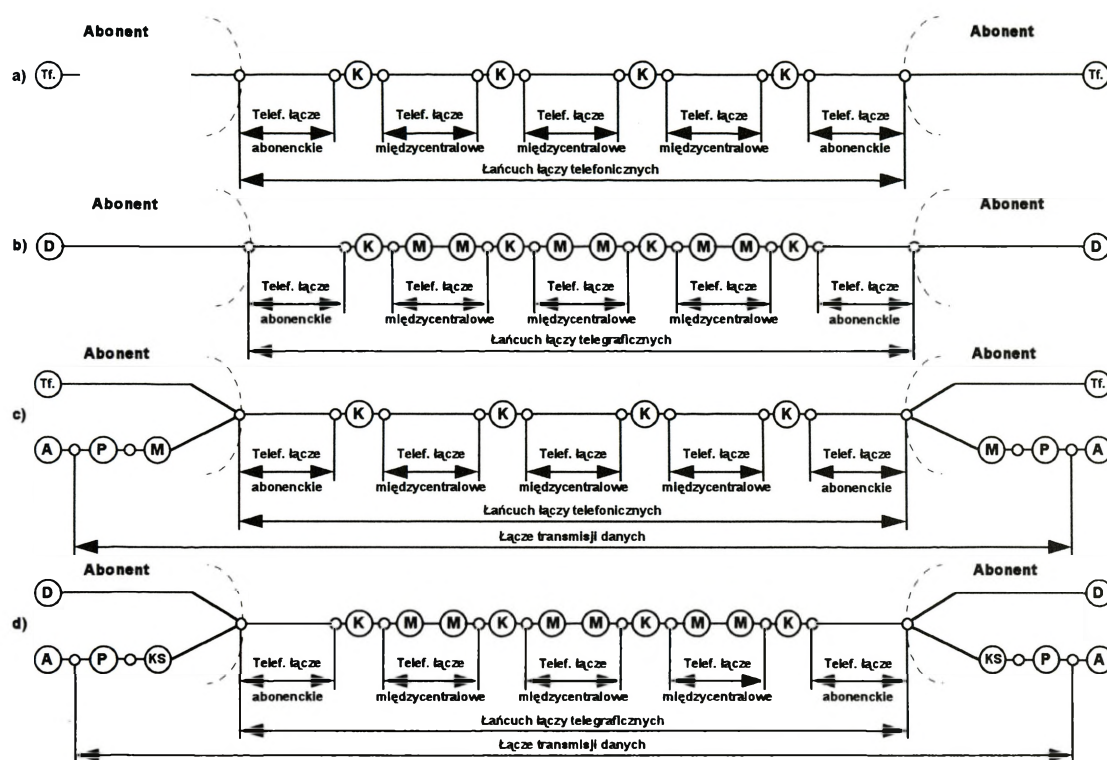 Abonent Abonent
a) Tf. K K K K Tf.
Telef. łącze Telef. łącze Telef. łącze Telef. łącze Telef. łącze
abonenckie międzycentralowe międzycentralowe międzycentralowe abonenckie
Łańcuch łączy telefonicznych
Abonent Abonent
b) D K M M K M M K M M K D
Telef. łącze Telef. łącze Telef. łącze Telef. łącze Telef. łącze
abonenckie międzycentralowe międzycentralowe międzycentralowe abonenckie
Łańcuch łączy telegraficznych
Abonent Abonent
Tf. Tf.
c) K K K K
A P M M P A
Telef. łącze Telef. łącze Telef. łącze Telef. łącze Telef. łącze
abonenckie międzycentralowe międzycentralowe międzycentralowe abonenckie
Łańcuch łączy telefonicznych
Łącze transmisji danych
Abonent Abonent
D D
d) K M M K M M K M M K
A P KS KS P A
Telef. łącze Telef. łącze Telef. łącze Telef. łącze Telef. łącze
abonenckie międzycentralowe międzycentralowe międzycentralowe abonenckie
Łańcuch łączy telegraficznych
Łącze transmisji danych